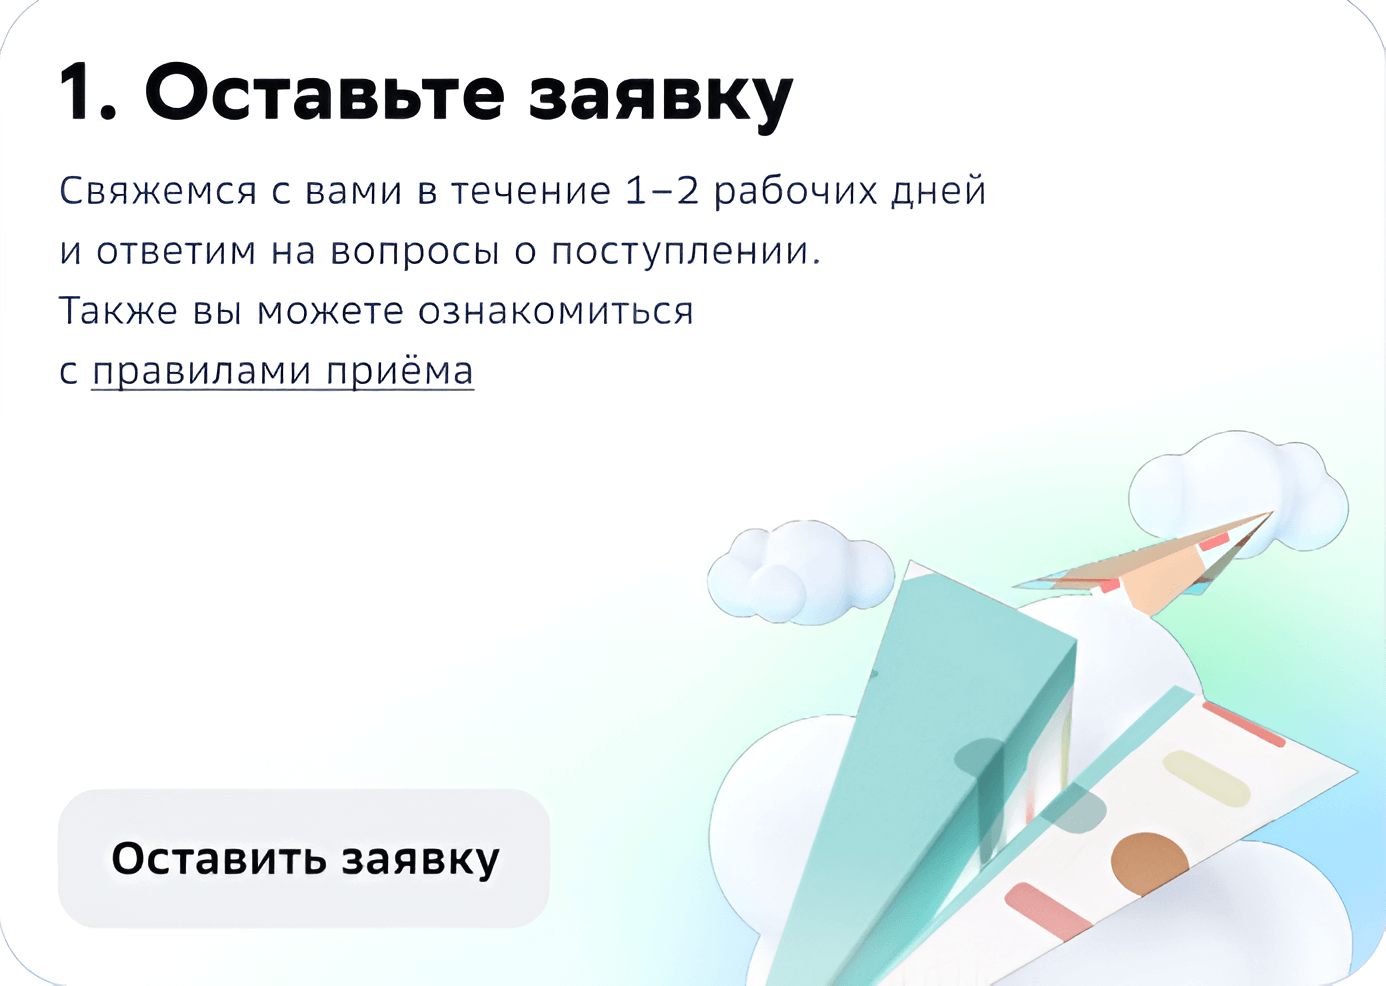 1. Оставьте заявку
Свяжемся с вами в течение 1–2 рабочих дней
и ответим на вопросы о поступлении.
Также вы можете ознакомиться
с правилами приёма
Оставить заявку